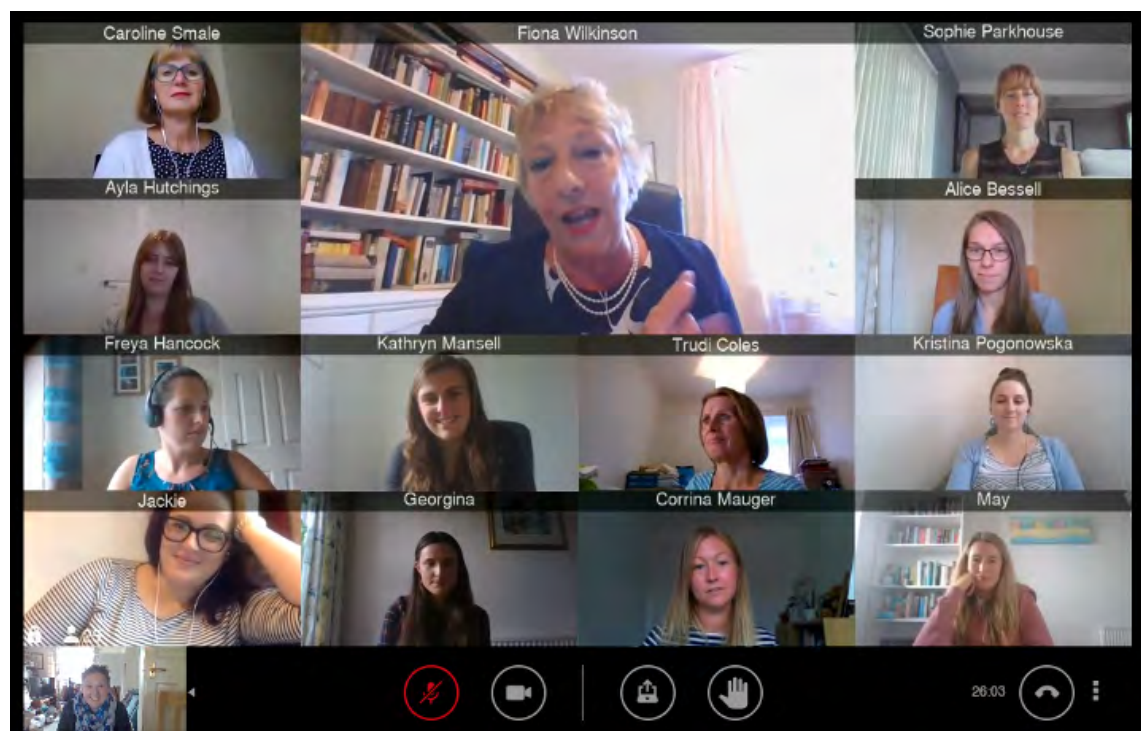 Caroline Smale
Fiona Wilkinson
Sophie Parkhouse
Ayla Hutchings
Alice Bessell
Freya Hancock
Kathryn Mansell
Trudi Coles
Kristina Pogonowska
Jackie
Georgina
Corrina Mauger
May
26:03